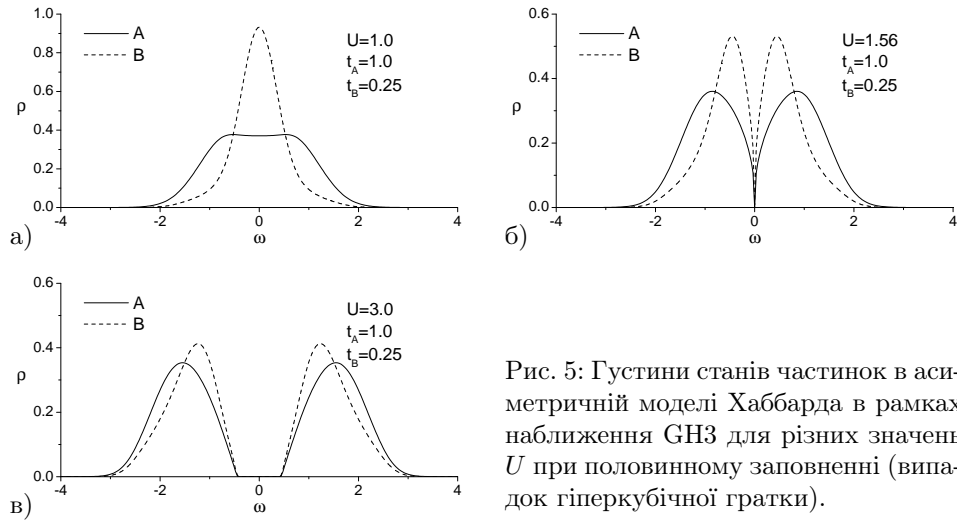 1.0
0.8
0.6
0.4
0.2
0.0
ρ
A
B
U=1.0
t_A=1.0
t_B=0.25
-4 -2 0 2 4
ω
а)
0.6
0.4
0.2
0.0
ρ
A
B
U=1.56
t_A=1.0
t_B=0.25
-4 -2 0 2 4
ω
б)
0.6
0.4
0.2
0.0
ρ
A
B
U=3.0
t_A=1.0
t_B=0.25
-4 -2 0 2 4
ω
в)
Рис. 5: Густини станів частинок в аси-
метричній моделі Хаббарда в рамках
наближення GH3 для різних значень
U при половинному заповненні (випа-
док гіперкубічної гратки).